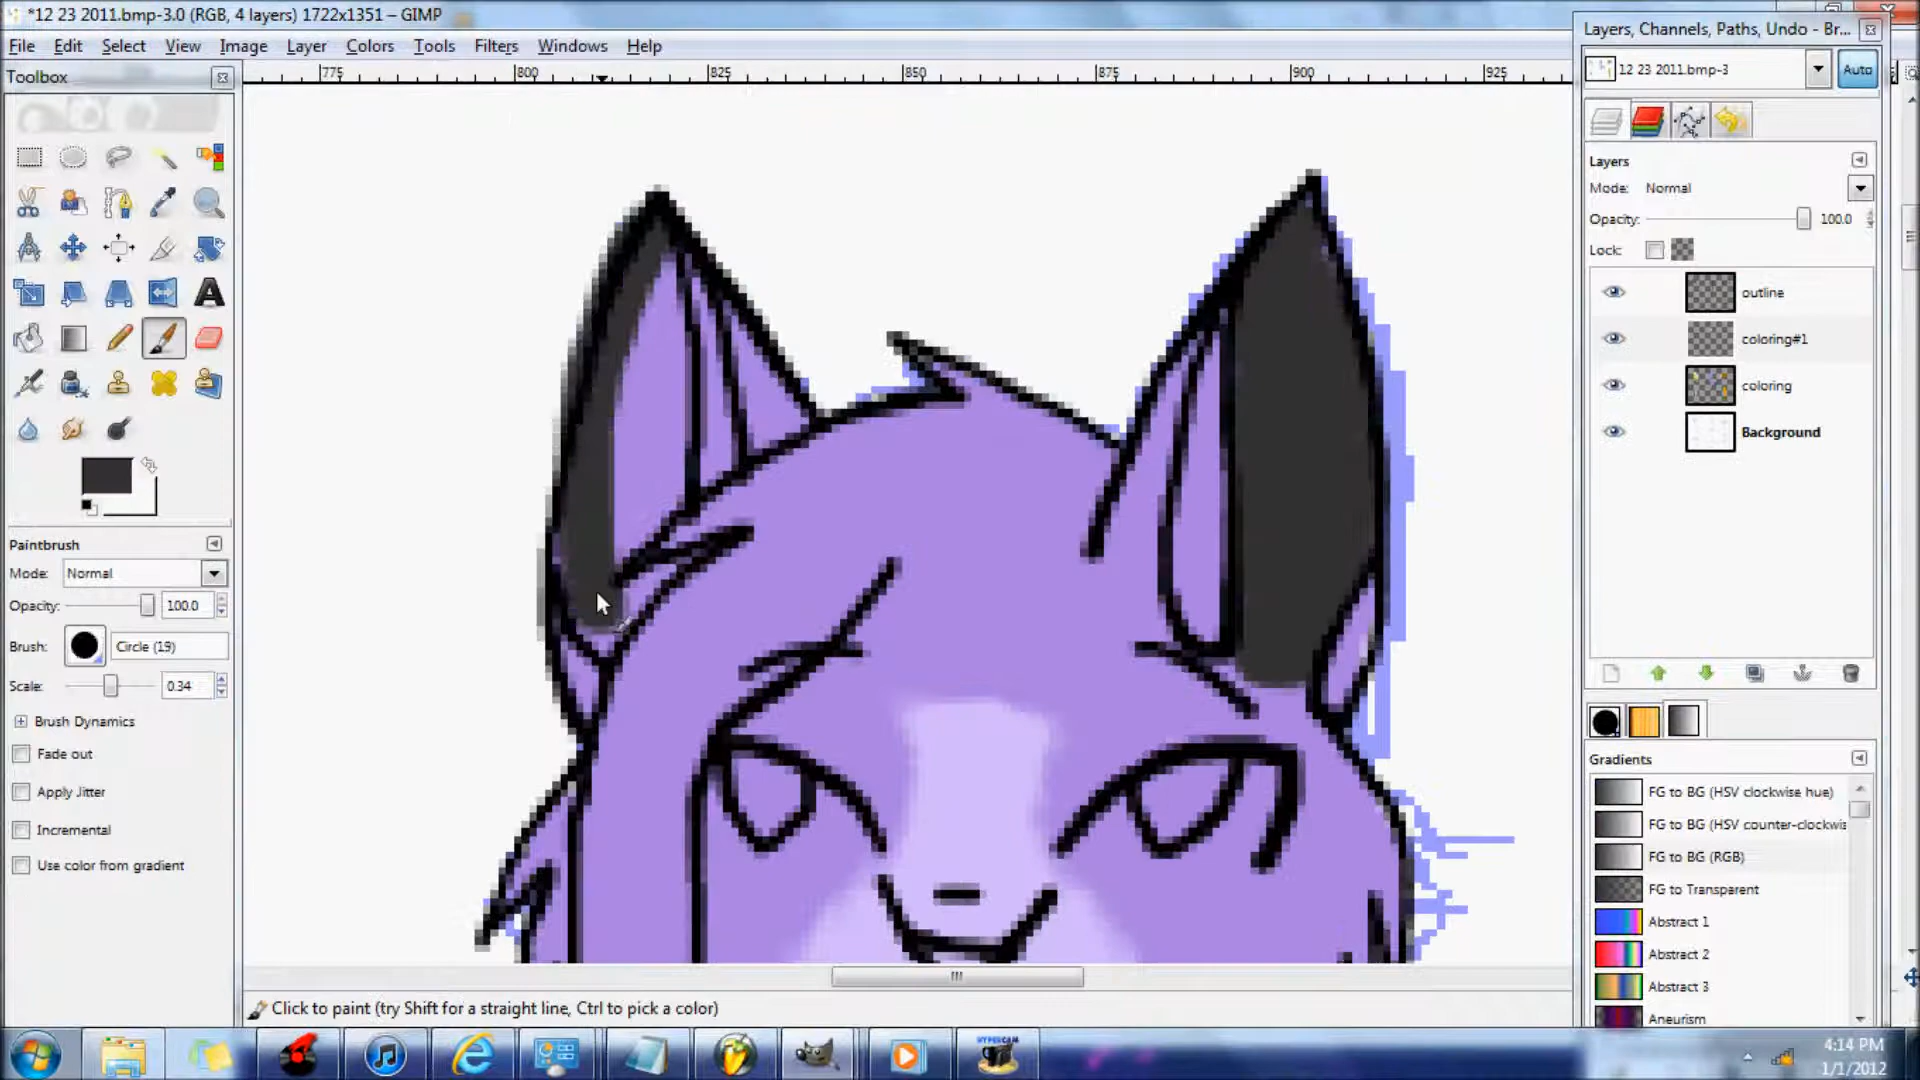 *12 23 2011.bmp-3.0 (RGB, 4 layers) 1722x1351 – GIMP
File Edit Select View Image Layer Colors Tools Filters Windows Help
Toolbox
775 800 825 850 875 900 925
Paintbrush
Mode: Normal
Opacity: 100.0
Brush: Circle (19)
Scale: 0.34
Brush Dynamics
Fade out
Apply Jitter
Incremental
Use color from gradient
Click to paint (try Shift for a straight line, Ctrl to pick a color)
Layers, Channels, Paths, Undo - Br...
12 23 2011.bmp-3
Auto
Layers
Mode: Normal
Opacity: 100.0
Lock:
outline
coloring#1
coloring
Background
Gradients
FG to BG (HSV clockwise hue)
FG to BG (HSV counter-clockwis
FG to BG (RGB)
FG to Transparent
Abstract 1
Abstract 2
Abstract 3
Aneurism
HYPERCAM
4:14 PM
1/1/2012